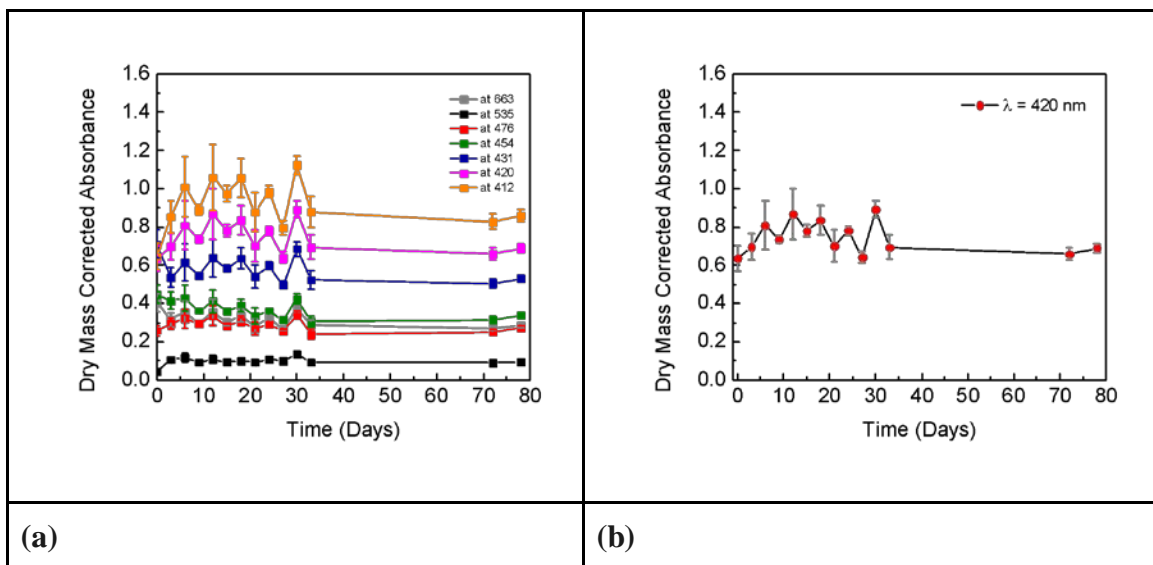 1.6
1.4
1.2
1.0
0.8
0.6
0.4
0.2
0.0
Dry Mass Corrected Absorbance
at 663
at 535
at 476
at 454
at 431
at 420
at 412
0 10 20 30 40 50 60 70 80
Time (Days)
1.6
1.4
1.2
1.0
0.8
0.6
0.4
0.2
0.0
Dry Mass Corrected Absorbance
λ = 420 nm
0 10 20 30 40 50 60 70 80
Time (Days)
(a)
(b)